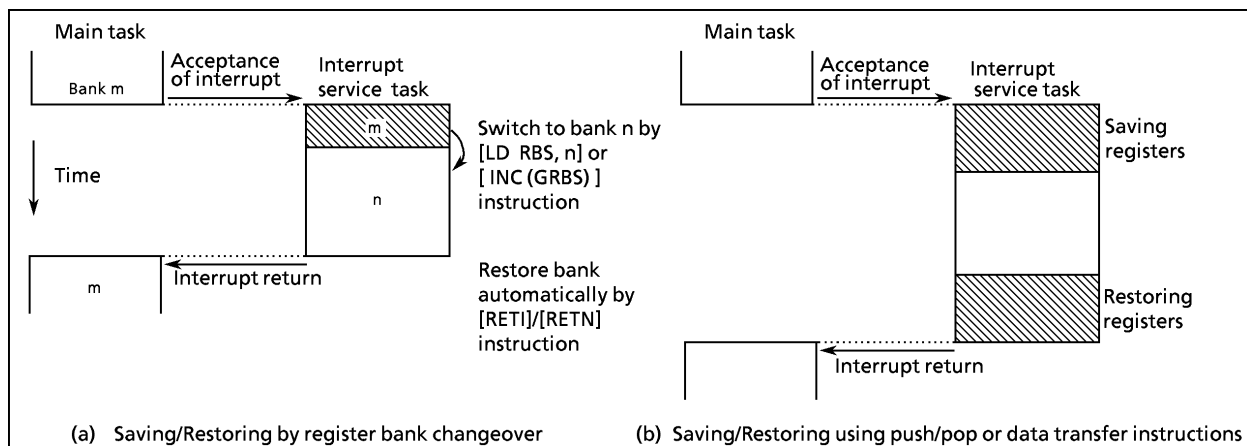 Main task
Bank m
Acceptance
of interrupt
Interrupt
service task
m
Switch to bank n by
[LD RBS, n] or
[ INC (GRBS) ]
instruction
Time
n
Interrupt return
m
Restore bank
automatically by
[RETI]/[RETN]
instruction
(a) Saving/Restoring by register bank changeover
Main task
Acceptance
of interrupt
Interrupt
service task
Saving
registers
Restoring
registers
Interrupt return
(b) Saving/Restoring using push/pop or data transfer instructions